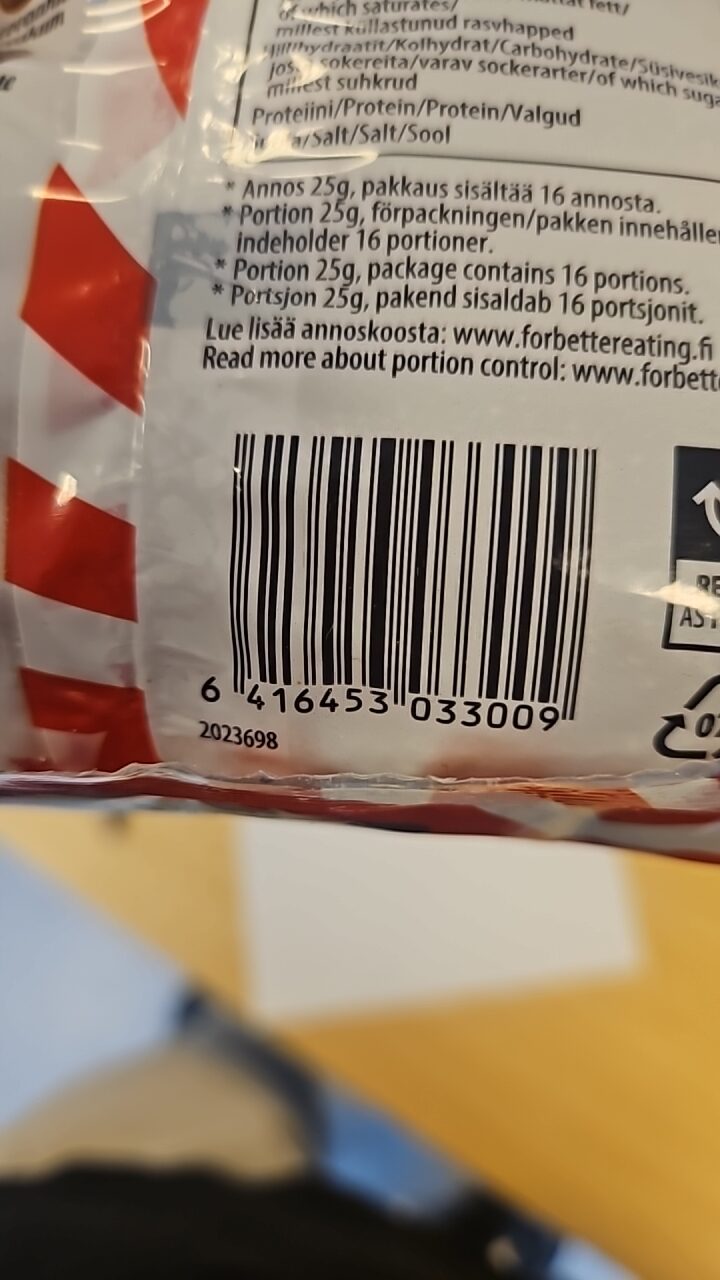 of which saturates/
millest küllastunud rasvhapped
/Kolhydrat/Carbohydrate/Süsivesik
sokereita/varav sockerarter/of which suga
millest suhkrud
Proteiini/Protein/Protein/Valgud
/Salt/Salt/Sool
* Annos 25g, pakkaus sisältää 16 annosta.
* Portion 25g, förpackningen/pakken innehåller
indeholder 16 portioner.
* Portion 25g, package contains 16 portions.
* Portsjon 25g, pakend sisaldab 16 portsjonit.
Lue lisää annoskoosta: www.forbettereating.fi
Read more about portion control: www.forbette
6 416453 033009
2023698
RE
AS